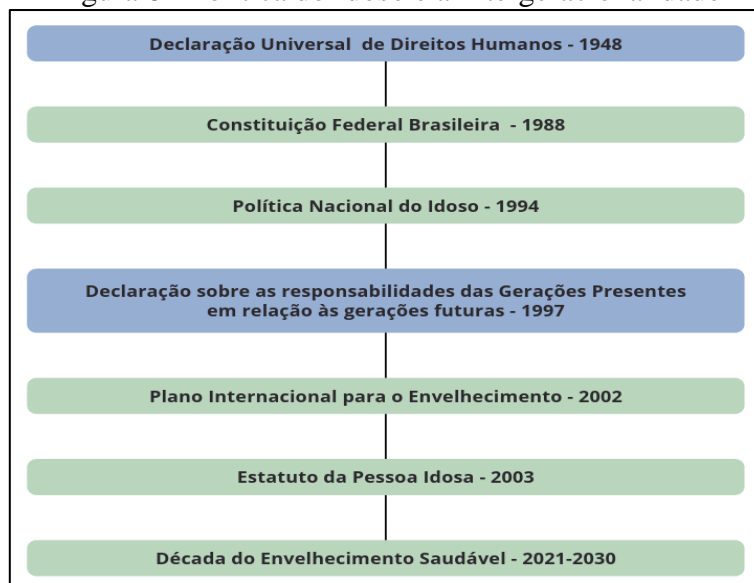 Declaração Universal de Direitos Humanos - 1948
Constituição Federal Brasileira - 1988
Política Nacional do Idoso - 1994
Declaração sobre as responsabilidades das Gerações Presentes
em relação às gerações futuras - 1997
Plano Internacional para o Envelhecimento - 2002
Estatuto da Pessoa Idosa - 2003
Década do Envelhecimento Saudável - 2021-2030